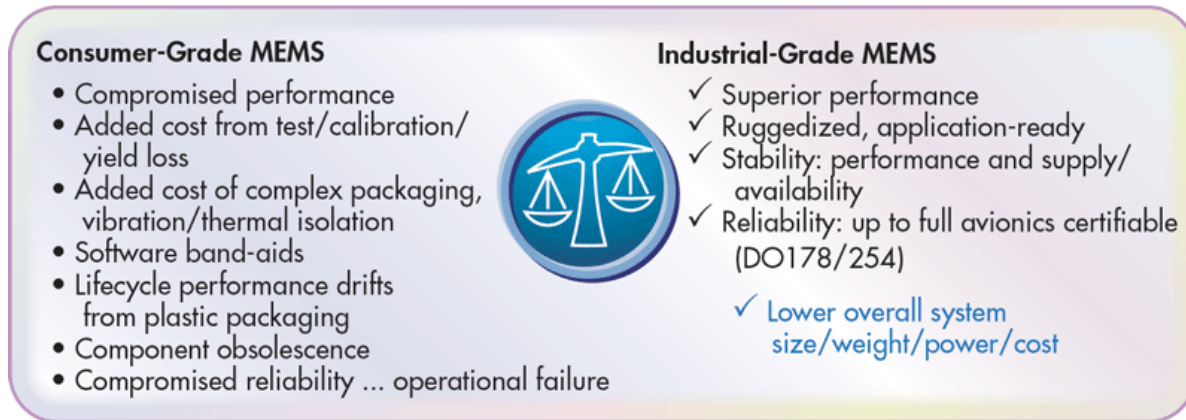 Consumer-Grade MEMS
• Compromised performance
• Added cost from test/calibration/
yield loss
• Added cost of complex packaging,
vibration/thermal isolation
• Software band-aids
• Lifecycle performance drifts
from plastic packaging
• Component obsolescence
• Compromised reliability ... operational failure
Industrial-Grade MEMS
✓ Superior performance
✓ Ruggedized, application-ready
✓ Stability: performance and supply/
availability
✓ Reliability: up to full avionics certifiable
(DO178/254)
✓ Lower overall system
size/weight/power/cost